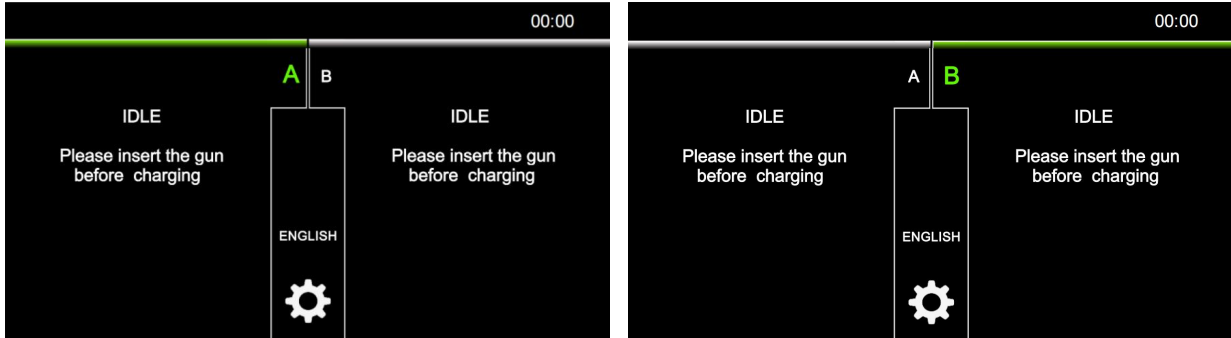 00:00
A B
IDLE
Please insert the gun
before charging
IDLE
Please insert the gun
before charging
ENGLISH
00:00
A B
IDLE
Please insert the gun
before charging
IDLE
Please insert the gun
before charging
ENGLISH